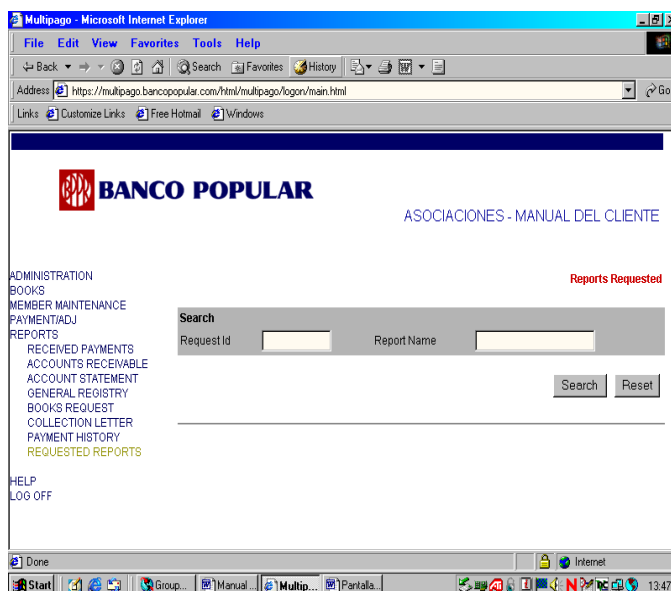 Multipago - Microsoft Internet Explorer
File Edit View Favorites Tools Help
Back Search Favorites History
Address https://multipago.bancopopular.com/html/multipago/logon/main.html Go
Links Customize Links Free Hotmail Windows
BANCO POPULAR
ASOCIACIONES - MANUAL DEL CLIENTE
ADMINISTRATION
Reports Requested
BOOKS
MEMBER MAINTENANCE
PAYMENT/ADJ
REPORTS
RECEIVED PAYMENTS
ACCOUNTS RECEIVABLE
ACCOUNT STATEMENT
GENERAL REGISTRY
BOOKS REQUEST
COLLECTION LETTER
PAYMENT HISTORY
REQUESTED REPORTS
HELP
LOG OFF
Search
Request Id Report Name
Search Reset
Done Internet
Start Group... Manual... Multip... Pantalla... 13:47